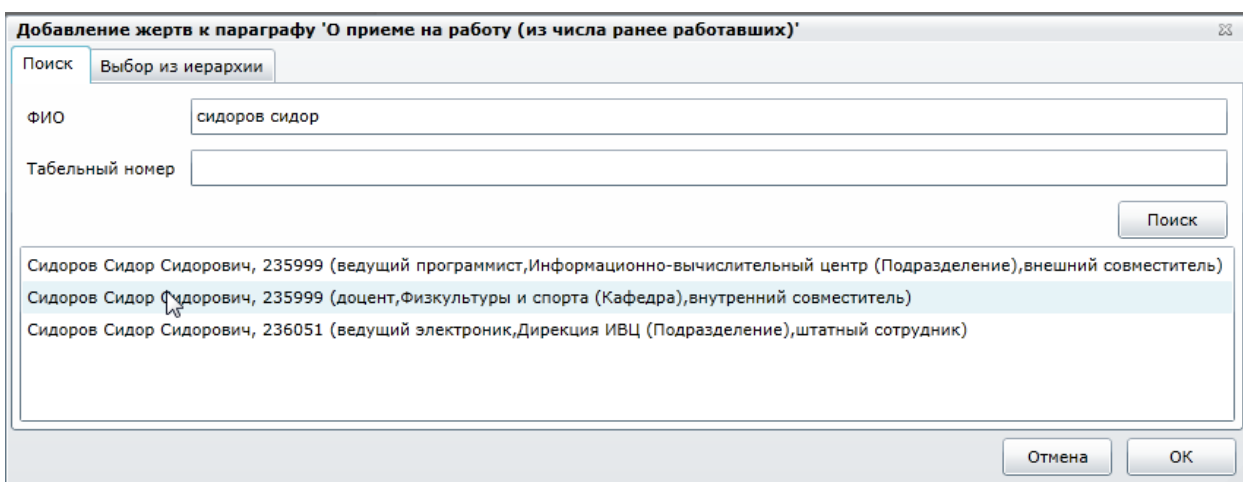 Добавление жертв к параграфу 'О приеме на работу (из числа ранее работавших)'
Поиск Выбор из иерархии
ФИО сидоров сидор
Табельный номер
Поиск
Сидоров Сидор Сидорович, 235999 (ведущий программист,Информационно-вычислительный центр (Подразделение),внешний совместитель)
Сидоров Сидор Сидорович, 235999 (доцент,Физкультуры и спорта (Кафедра),внутренний совместитель)
Сидоров Сидор Сидорович, 236051 (ведущий электроник,Дирекция ИВЦ (Подразделение),штатный сотрудник)
Отмена ОК